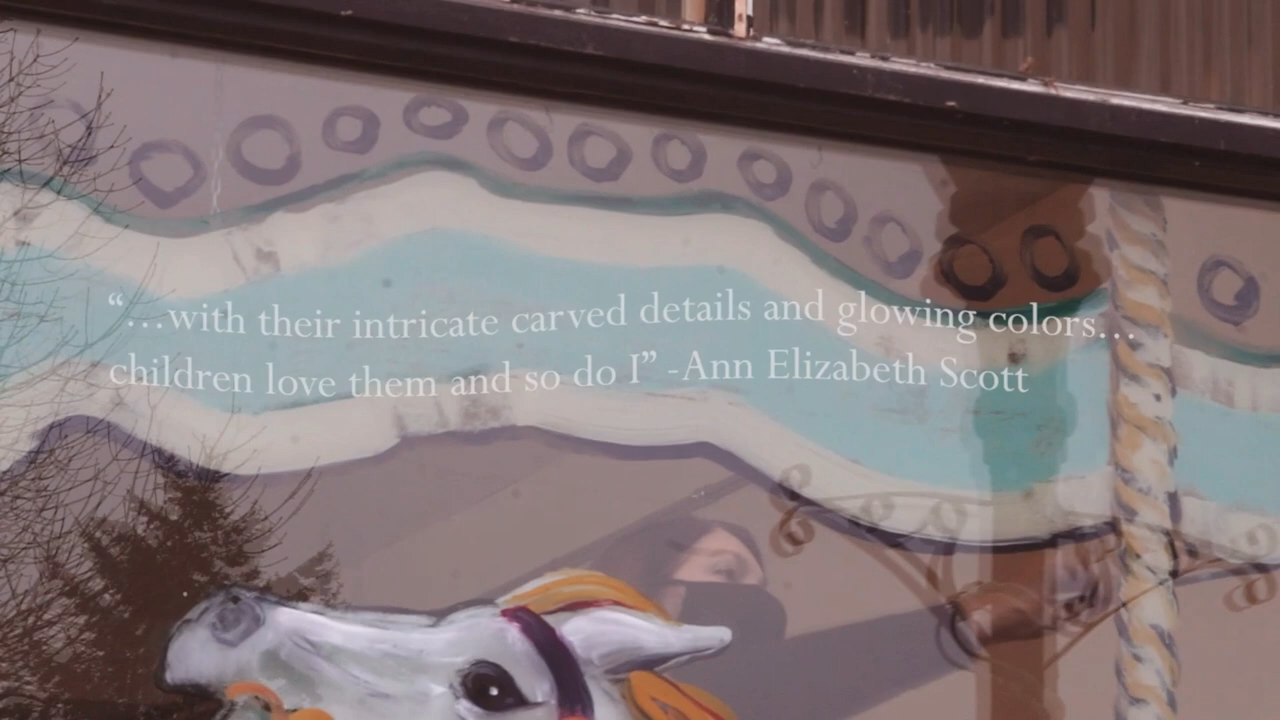 “…with their intricate carved details and glowing colors…
children love them and so do I” -Ann Elizabeth Scott